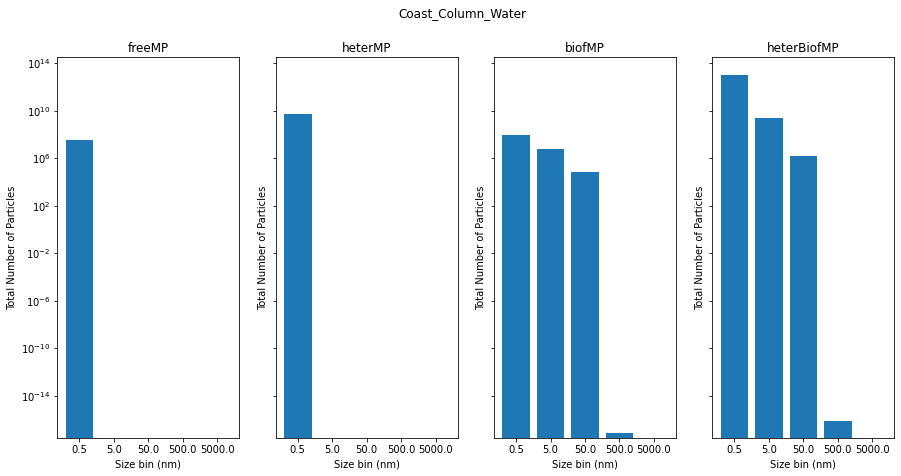 Coast_Column_Water
freeMP
heterMP
biofMP
heterBiofMP
Total Number of Particles
10^14
10^10
10^6
10^2
10^-2
10^-6
10^-10
10^-14
0.5 5.0 50.0 500.0 5000.0
Size bin (nm)
Total Number of Particles
0.5 5.0 50.0 500.0 5000.0
Size bin (nm)
Total Number of Particles
0.5 5.0 50.0 500.0 5000.0
Size bin (nm)
Total Number of Particles
0.5 5.0 50.0 500.0 5000.0
Size bin (nm)